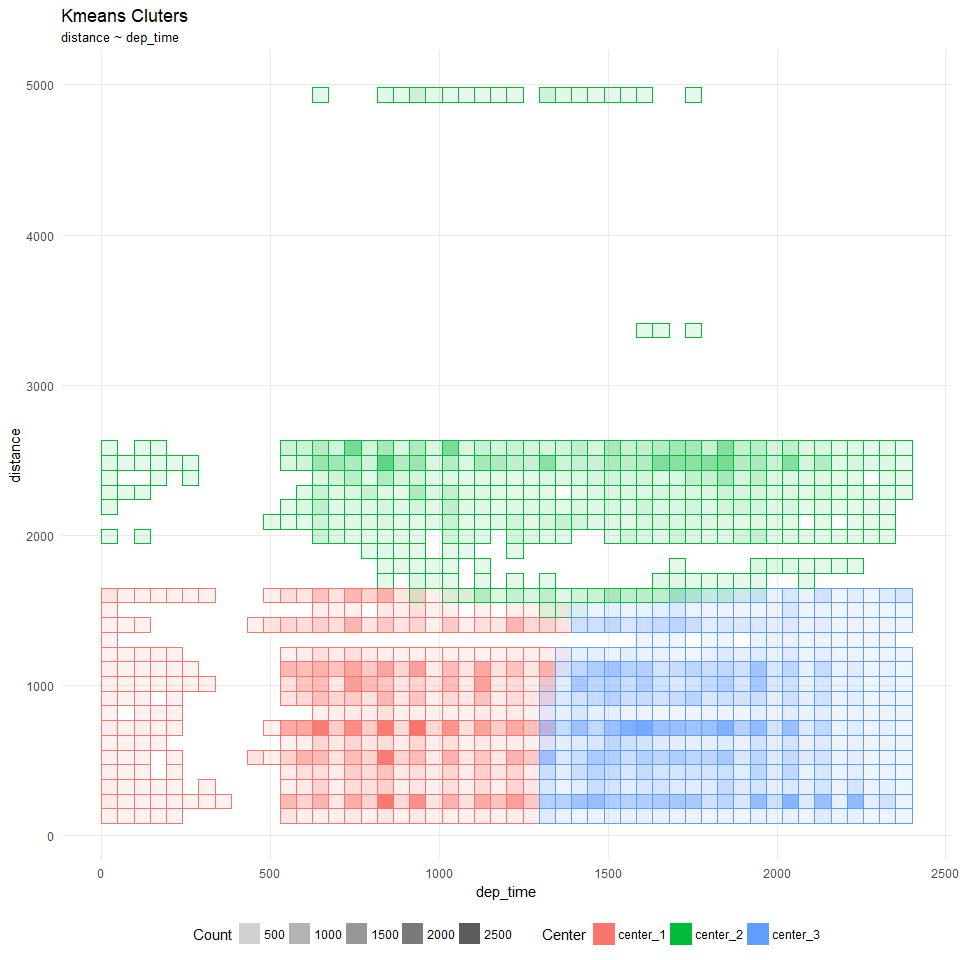 Kmeans Cluters
distance ~ dep_time
5000
4000
3000
distance
2000
1000
0
0 500 1000 1500 2000 2500
dep_time
Count 500 1000 1500 2000 2500 Center center_1 center_2 center_3